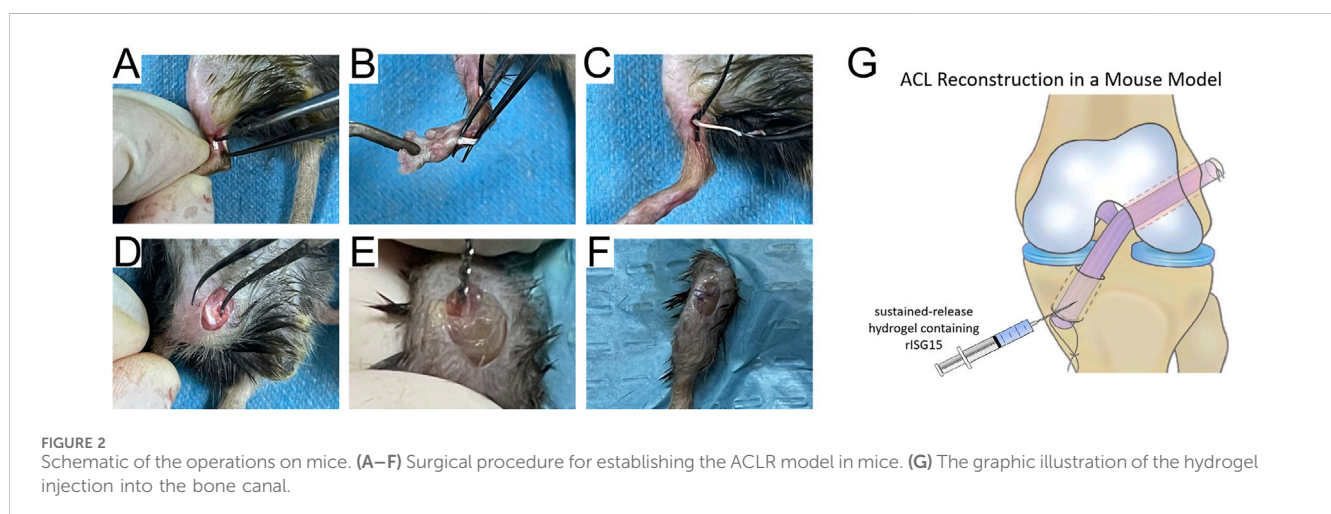 A
B
C
G
ACL Reconstruction in a Mouse Model
D
E
F
sustained-release
hydrogel containing
rISG15
FIGURE 2
Schematic of the operations on mice. (A–F) Surgical procedure for establishing the ACLR model in mice. (G) The graphic illustration of the hydrogel
injection into the bone canal.